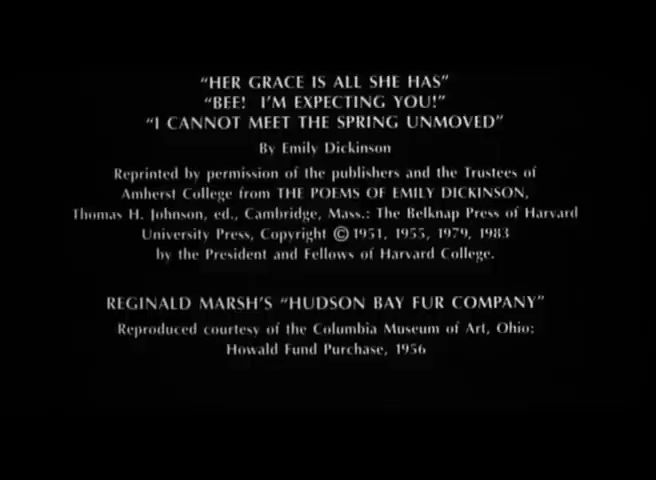 “HER GRACE IS ALL SHE HAS”
“BEE! I’M EXPECTING YOU!”
“I CANNOT MEET THE SPRING UNMOVED”
By Emily Dickinson
Reprinted by permission of the publishers and the Trustees of
Amherst College from THE POEMS OF EMILY DICKINSON,
Thomas H. Johnson, ed., Cambridge, Mass.: The Belknap Press of Harvard
University Press, Copyright © 1951, 1955, 1979, 1983
by the President and Fellows of Harvard College.
REGINALD MARSH’S “HUDSON BAY FUR COMPANY”
Reproduced courtesy of the Columbia Museum of Art, Ohio:
Howald Fund Purchase, 1956